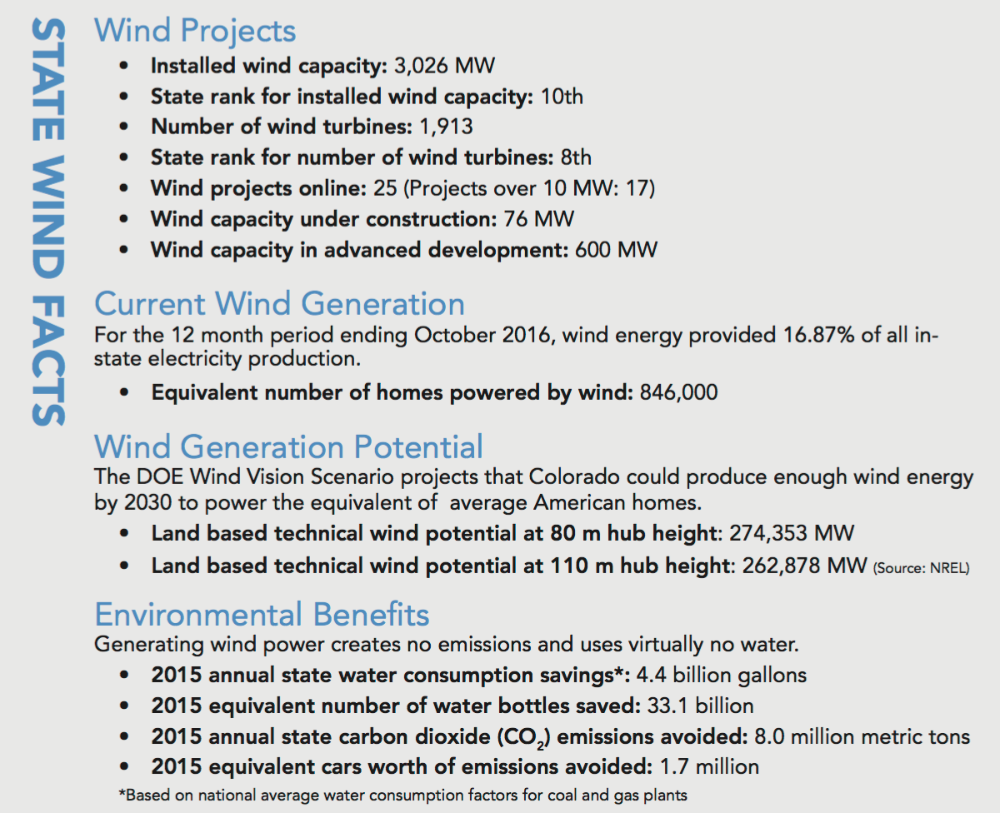 STATE WIND FACTS
Wind Projects
• Installed wind capacity: 3,026 MW
• State rank for installed wind capacity: 10th
• Number of wind turbines: 1,913
• State rank for number of wind turbines: 8th
• Wind projects online: 25 (Projects over 10 MW: 17)
• Wind capacity under construction: 76 MW
• Wind capacity in advanced development: 600 MW
Current Wind Generation
For the 12 month period ending October 2016, wind energy provided 16.87% of all in-
state electricity production.
• Equivalent number of homes powered by wind: 846,000
Wind Generation Potential
The DOE Wind Vision Scenario projects that Colorado could produce enough wind energy
by 2030 to power the equivalent of  average American homes.
• Land based technical wind potential at 80 m hub height: 274,353 MW
• Land based technical wind potential at 110 m hub height: 262,878 MW (Source: NREL)
Environmental Benefits
Generating wind power creates no emissions and uses virtually no water.
• 2015 annual state water consumption savings*: 4.4 billion gallons
• 2015 equivalent number of water bottles saved: 33.1 billion
• 2015 annual state carbon dioxide (CO₂) emissions avoided: 8.0 million metric tons
• 2015 equivalent cars worth of emissions avoided: 1.7 million
*Based on national average water consumption factors for coal and gas plants